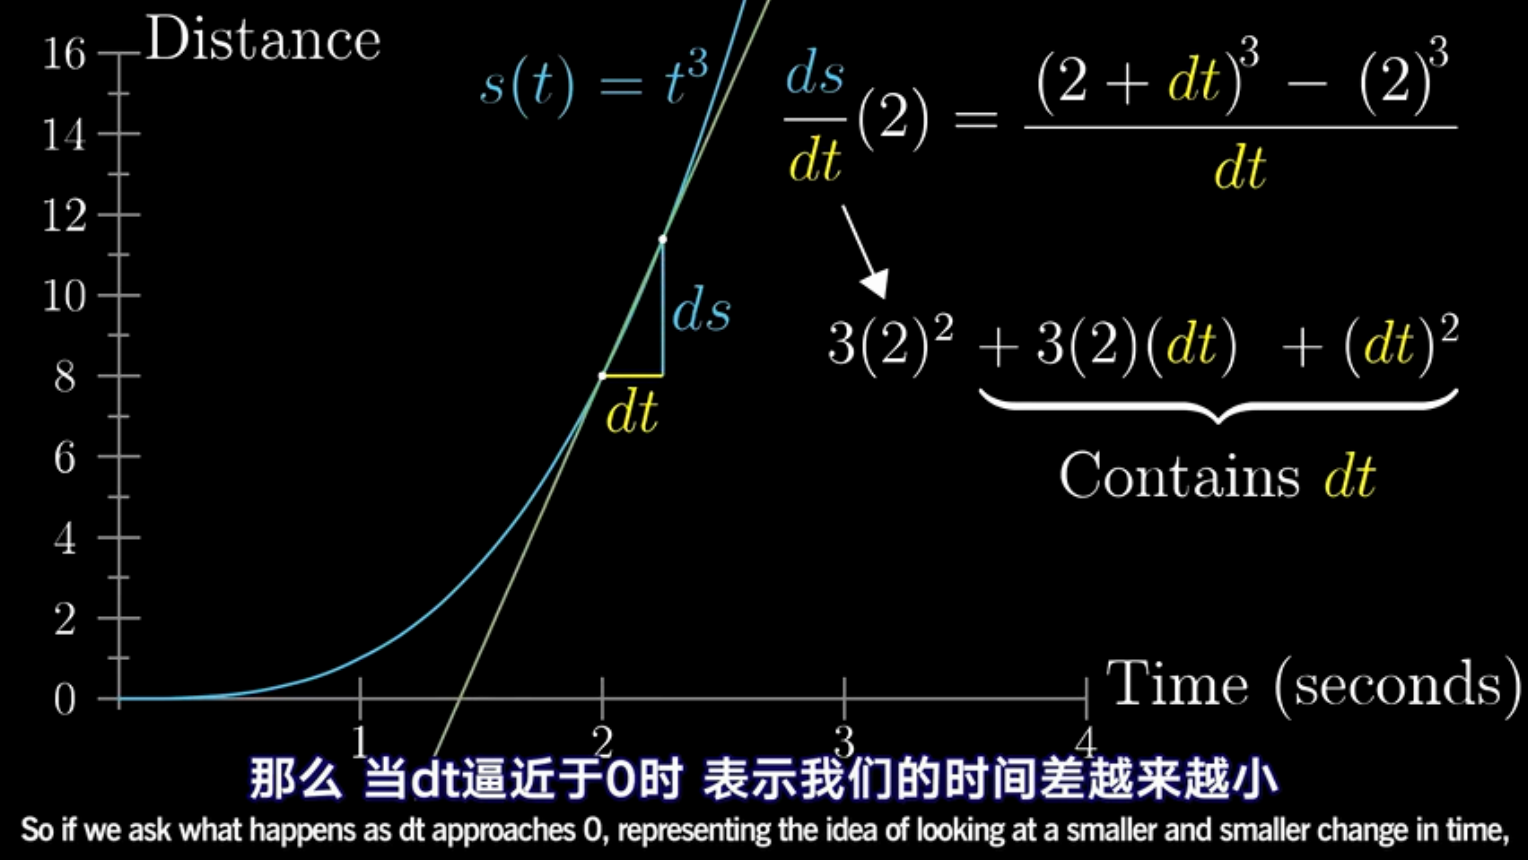 Distance
16
14
12
10
8
6
4
2
0
s(t) = t³
ds/dt (2) = ((2 + dt)³ − (2)³)/dt
3(2)² + 3(2)(dt) + (dt)²
Contains dt
ds
dt
1 2 3 4
Time (seconds)
那么 当dt逼近于0时 表示我们的时间差越来越小
So if we ask what happens as dt approaches 0, representing the idea of looking at a smaller and smaller change in time,